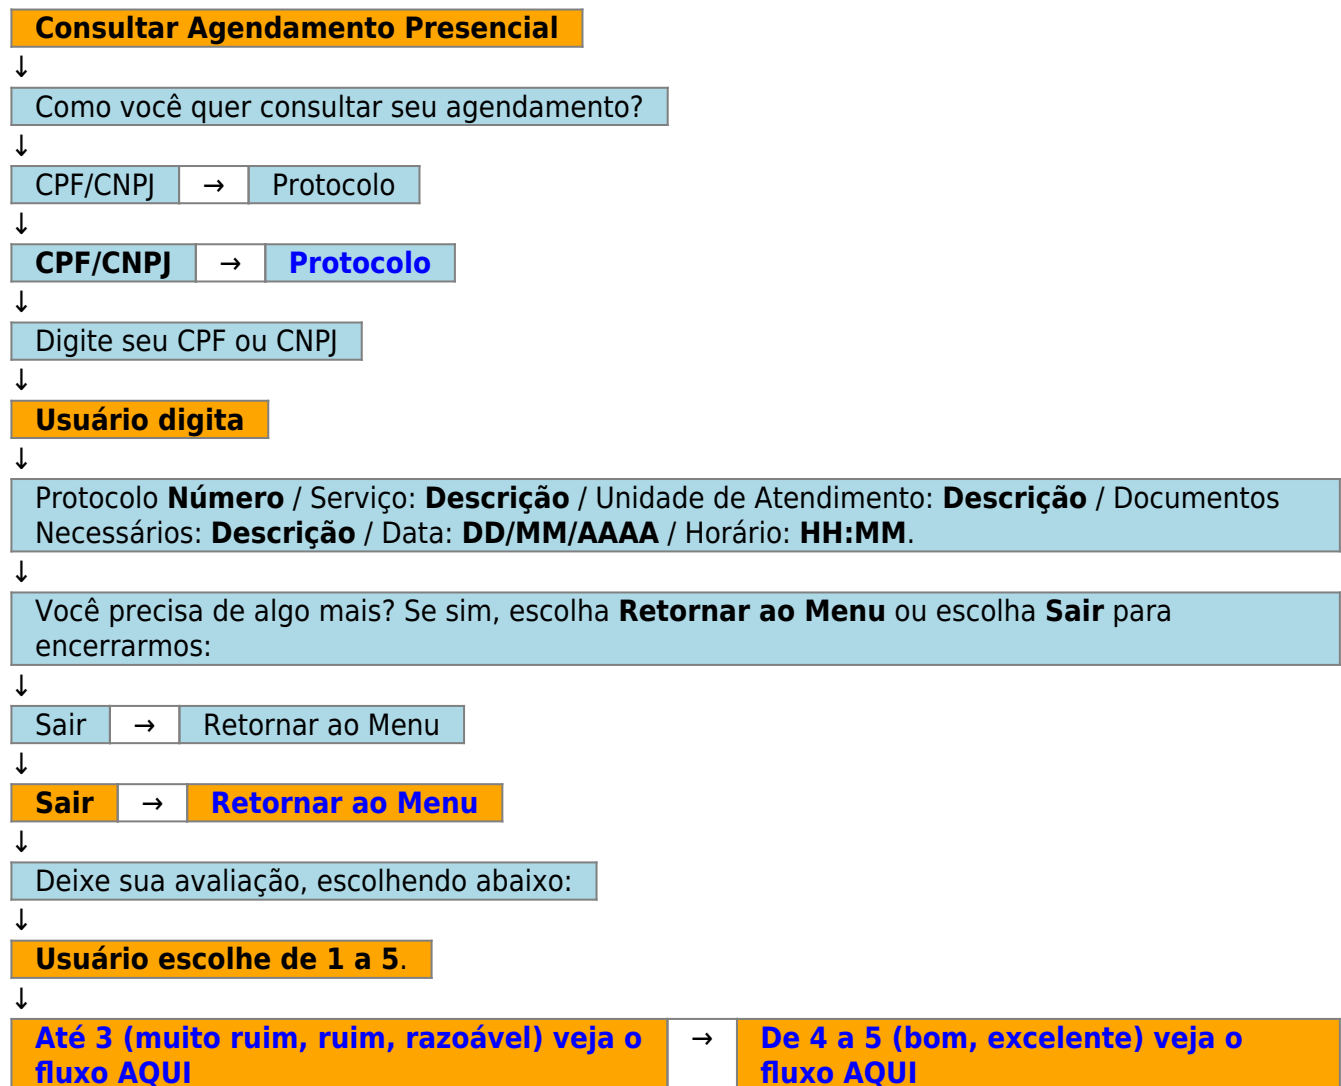 Consultar Agendamento Presencial
↓
Como você quer consultar seu agendamento?
↓
CPF/CNPJ → Protocolo
↓
CPF/CNPJ → Protocolo
↓
Digite seu CPF ou CNPJ
↓
Usuário digita
↓
Protocolo Número / Serviço: Descrição / Unidade de Atendimento: Descrição / Documentos
Necessários: Descrição / Data: DD/MM/AAAA / Horário: HH:MM.
↓
Você precisa de algo mais? Se sim, escolha Retornar ao Menu ou escolha Sair para
encerrarmos:
↓
Sair → Retornar ao Menu
↓
Sair → Retornar ao Menu
↓
Deixe sua avaliação, escolhendo abaixo:
↓
Usuário escolhe de 1 a 5.
↓
Até 3 (muito ruim, ruim, razoável) veja o
fluxo AQUI
→
De 4 a 5 (bom, excelente) veja o
fluxo AQUI